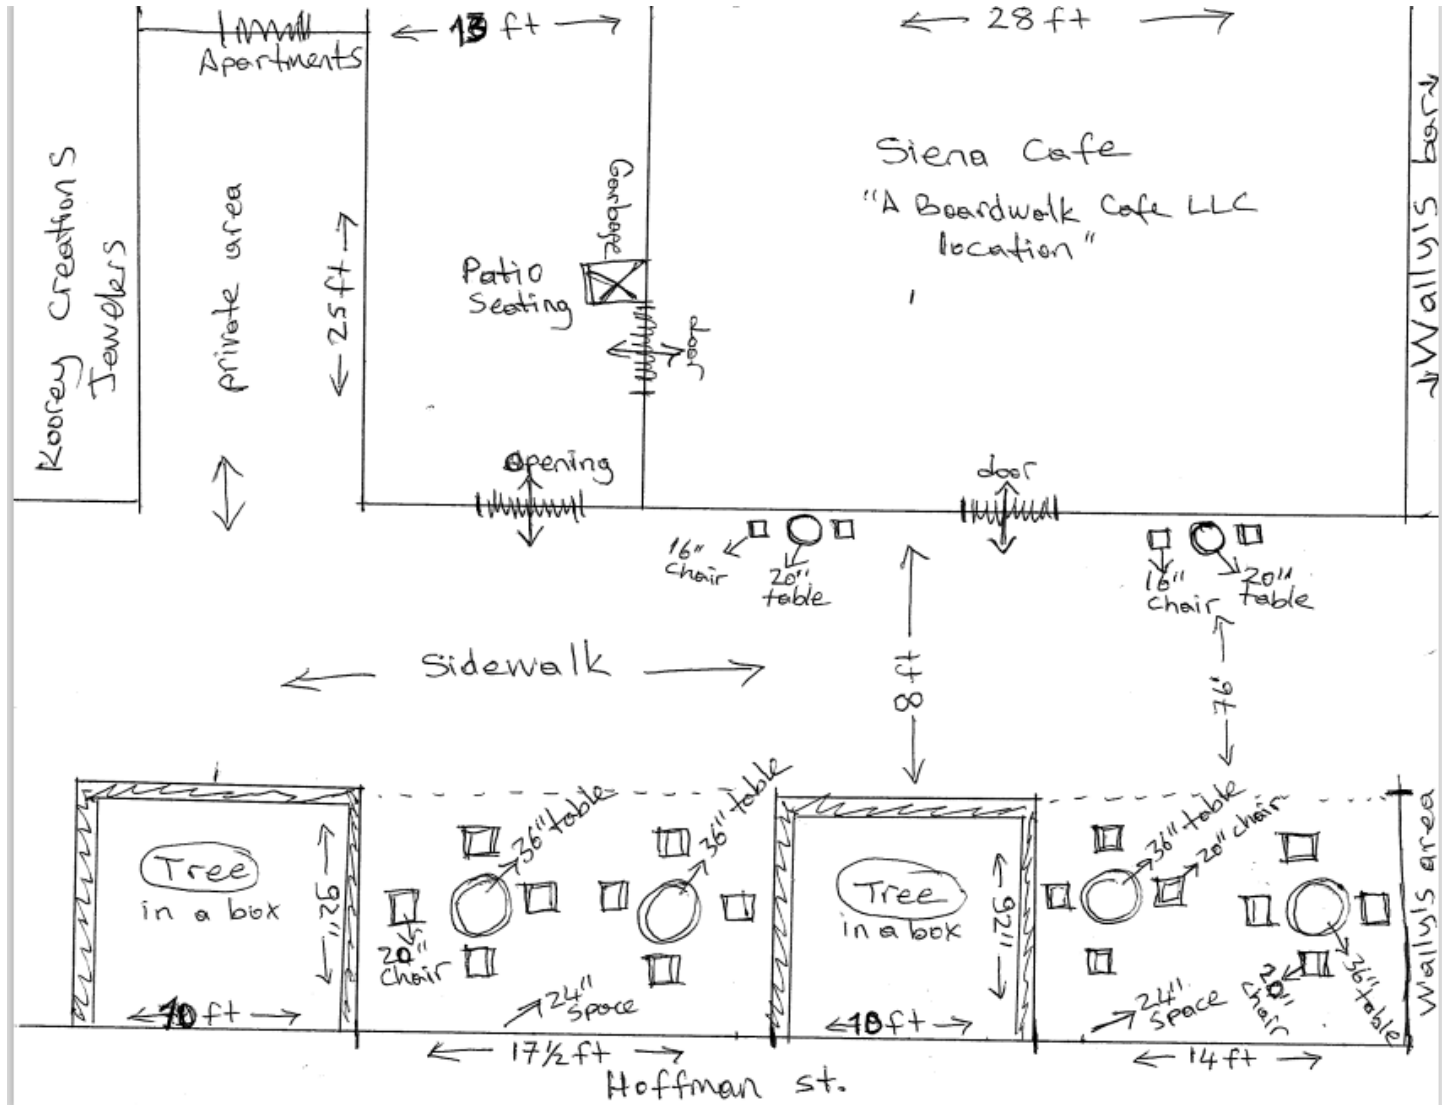 13 ft
28 ft
Apartments
Koorey Creations
Jewelers
private area
25 ft
Patio
Seating
Garbage
door
Siena Cafe
"A Boardwalk Cafe LLC
location"
Wally's bar
opening
door
16"
chair
20"
table
16"
chair
20"
table
Sidewalk
8 ft
76"
Tree
in a box
92"
10 ft
36" table
36" table
20"
chair
24"
space
17 1/2 ft
Tree
in a box
92"
10 ft
36" table
20" chair
24"
space
20"
chair
36" table
14 ft
Wally's area
Hoffman st.